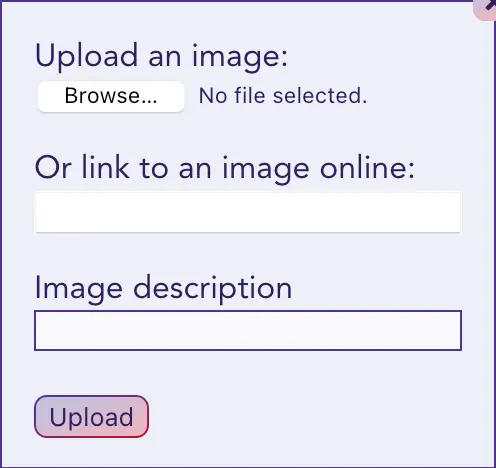 Upload an image:
Browse... No file selected.
Or link to an image online:
Image description
Upload